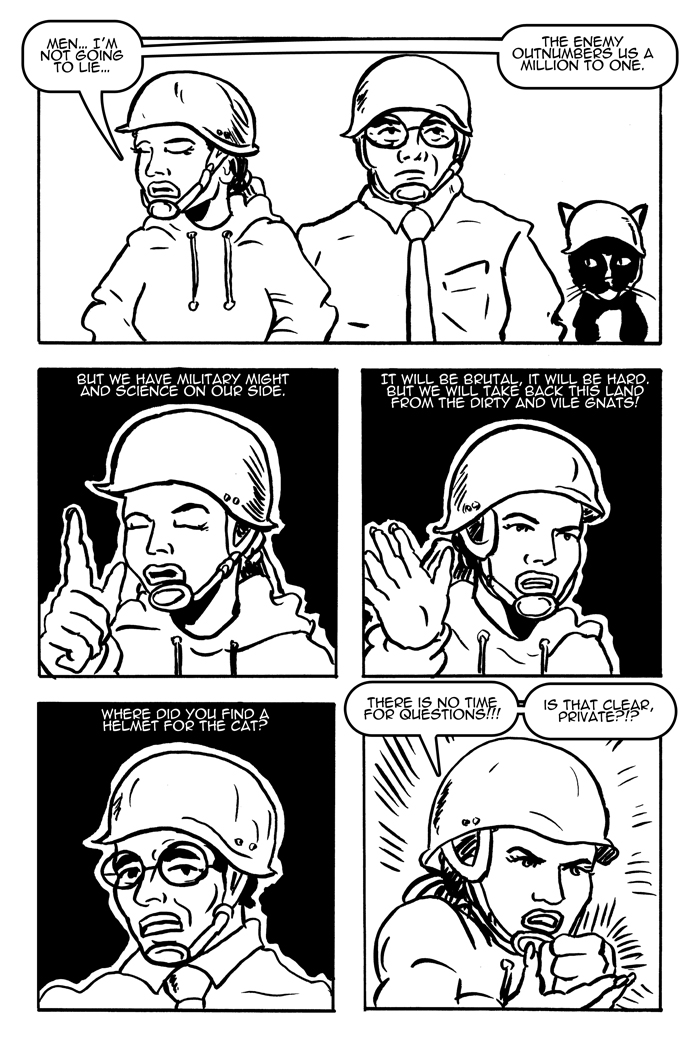 MEN... I'M
NOT GOING
TO LIE...
THE ENEMY
OUTNUMBERS US A
MILLION TO ONE.
BUT WE HAVE MILITARY MIGHT
AND SCIENCE ON OUR SIDE.
IT WILL BE BRUTAL, IT WILL BE HARD.
BUT WE WILL TAKE BACK THIS LAND
FROM THE DIRTY AND VILE GNATS!
WHERE DID YOU FIND A
HELMET FOR THE CAT?
THERE IS NO TIME
FOR QUESTIONS!!!
IS THAT CLEAR,
PRIVATE?!?